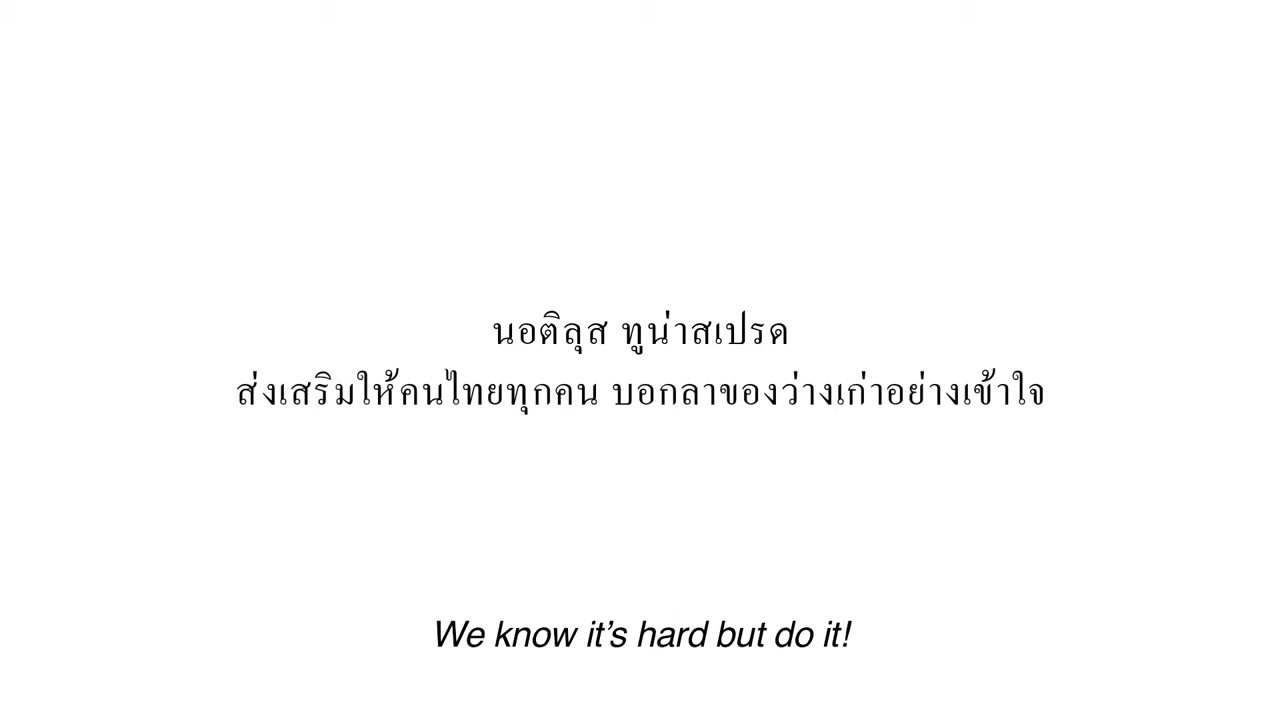 นอติลุส ทูน่าสเปรด
ส่งเสริมให้คนไทยทุกคน บอกลาของว่างเก่าอย่างเข้าใจ
We know it’s hard but do it!